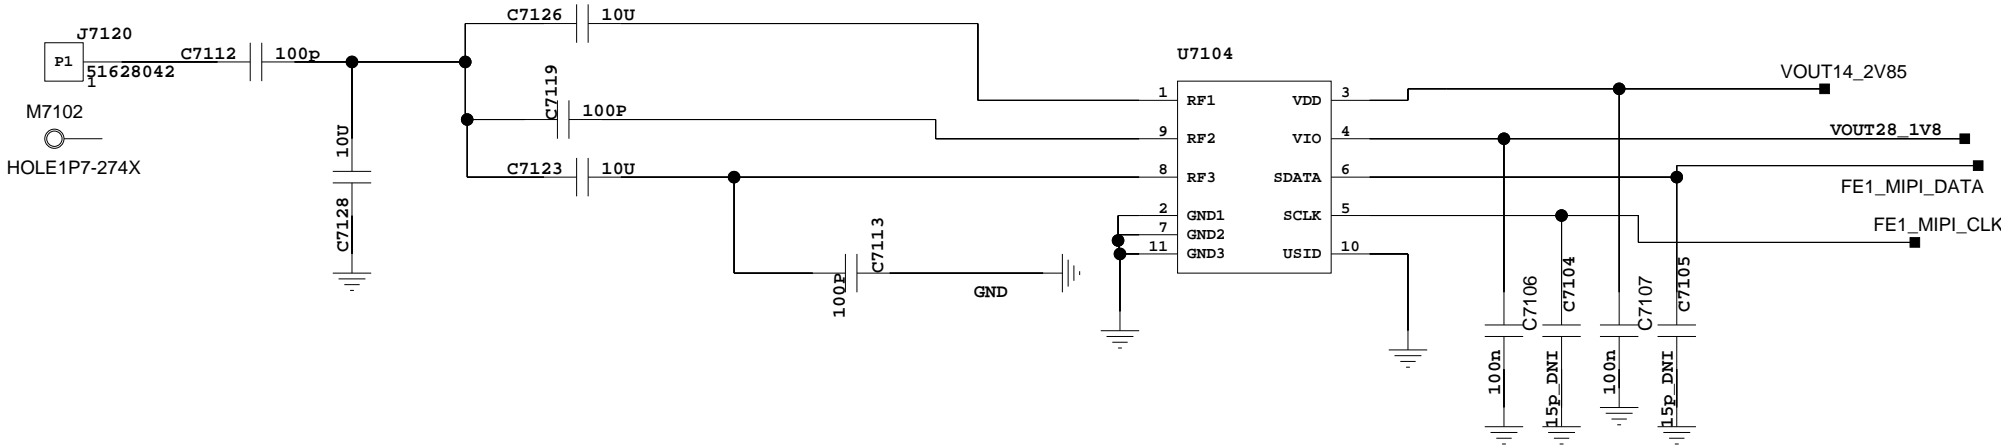 J7120
P1
51628042
1
C7112
100p
M7102
HOLE1P7-274X
10U
C7128
C7126
10U
C7119
100P
C7123
10U
C7113
100P
GND
U7104
1 RF1
9 RF2
8 RF3
2 GND1
7 GND2
11 GND3
VDD 3
VIO 4
SDATA 6
SCLK 5
USID 10
VOUT14_2V85
VOUT28_1V8
FE1_MIPI_DATA
FE1_MIPI_CLK
C7106
100n
C7104
15p_DNI
C7107
100n
C7105
15p_DNI